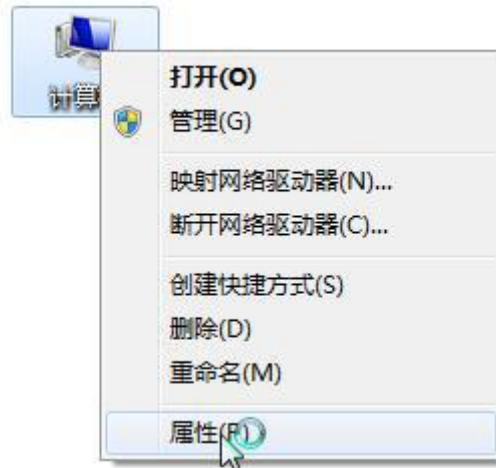 计算
打开(O)
管理(G)
映射网络驱动器(N)...
断开网络驱动器(C)...
创建快捷方式(S)
删除(D)
重命名(M)
属性(R)